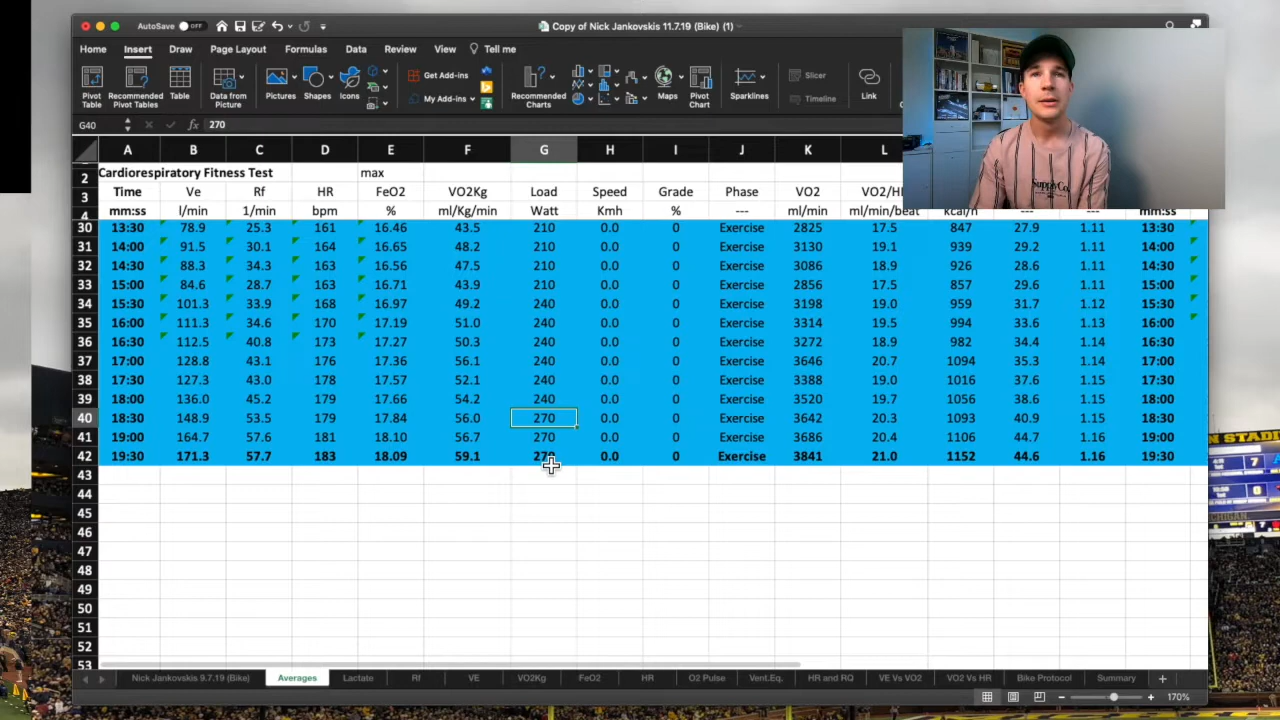 AutoSave OFF
Copy of Nick Jankovskis 11.7.19 (Bike) (1)
Home Insert Draw Page Layout Formulas Data Review View Tell me
Pivot Table
Recommended Pivot Tables
Table
Data from Picture
Pictures
Shapes
Icons
Get Add-ins
My Add-ins
Recommended Charts
Maps
Pivot Chart
Sparklines
Slicer
Timeline
Link
G40 fx 270
A B C D E F G H I J K L
2 Cardiorespiratory Fitness Test max
3 Time Ve Rf HR FeO2 VO2Kg Load Speed Grade Phase VO2
4 mm:ss l/min 1/min bpm % ml/Kg/min Watt Kmh % --- ml/min ml/min/beat kcal/h --- --- mm:ss
30 13:30 78.9 25.3 161 16.46 43.5 210 0.0 0 Exercise 2825 17.5 847 27.9 1.11 13:30
31 14:00 91.5 30.1 164 16.65 48.2 210 0.0 0 Exercise 3130 19.1 939 29.2 1.11 14:00
32 14:30 88.3 34.3 163 16.56 47.5 210 0.0 0 Exercise 3086 18.9 926 28.6 1.11 14:30
33 15:00 84.6 28.7 163 16.71 43.9 210 0.0 0 Exercise 2856 17.5 857 29.6 1.11 15:00
34 15:30 101.3 33.9 168 16.97 49.2 240 0.0 0 Exercise 3198 19.0 959 31.7 1.12 15:30
35 16:00 111.3 34.6 170 17.19 51.0 240 0.0 0 Exercise 3314 19.5 994 33.6 1.13 16:00
36 16:30 112.5 40.8 173 17.27 50.3 240 0.0 0 Exercise 3272 18.9 982 34.4 1.14 16:30
37 17:00 128.8 43.1 176 17.36 56.1 240 0.0 0 Exercise 3646 20.7 1094 35.3 1.14 17:00
38 17:30 127.3 43.0 178 17.57 52.1 240 0.0 0 Exercise 3388 19.0 1016 37.6 1.15 17:30
39 18:00 136.0 45.2 179 17.66 54.2 240 0.0 0 Exercise 3520 19.7 1056 38.6 1.15 18:00
40 18:30 148.9 53.5 179 17.84 56.0 270 0.0 0 Exercise 3642 20.3 1093 40.9 1.15 18:30
41 19:00 164.7 57.6 181 18.10 56.7 270 0.0 0 Exercise 3686 20.4 1106 44.7 1.16 19:00
42 19:30 171.3 57.7 183 18.09 59.1 270 0.0 0 Exercise 3841 21.0 1152 44.6 1.16 19:30
43
44
45
46
47
48
49
50
51
52
53
Nick Jankovskis 9.7.19 (Bike) Averages Lactate Rf VE VO2Kg FeO2 HR O2 Pulse Vent.Eq. HR and RQ VE Vs VO2 VO2 Vs HR Bike Protocol Summary
170%